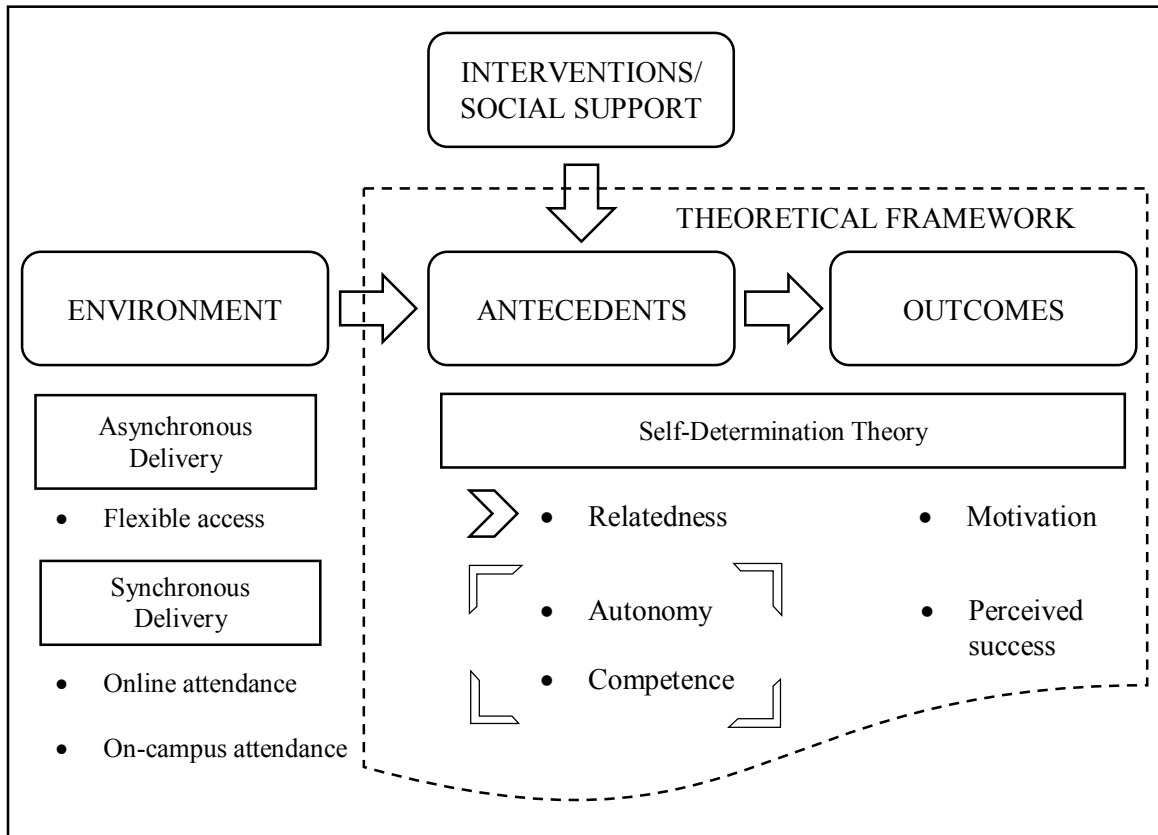 INTERVENTIONS/
SOCIAL SUPPORT
THEORETICAL FRAMEWORK
ENVIRONMENT
ANTECEDENTS
OUTCOMES
Asynchronous
Delivery
• Flexible access
Synchronous
Delivery
• Online attendance
• On-campus attendance
Self-Determination Theory
• Relatedness
• Autonomy
• Competence
• Motivation
• Perceived
success